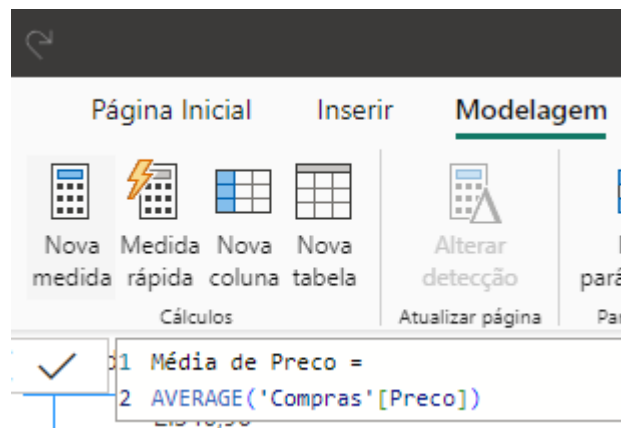 Página Inicial Inserir Modelagem
Nova medida
Medida rápida
Nova coluna
Nova tabela
Alterar detecção
Cálculos
Atualizar página
1 Média de Preco =
2 AVERAGE('Compras'[Preco])